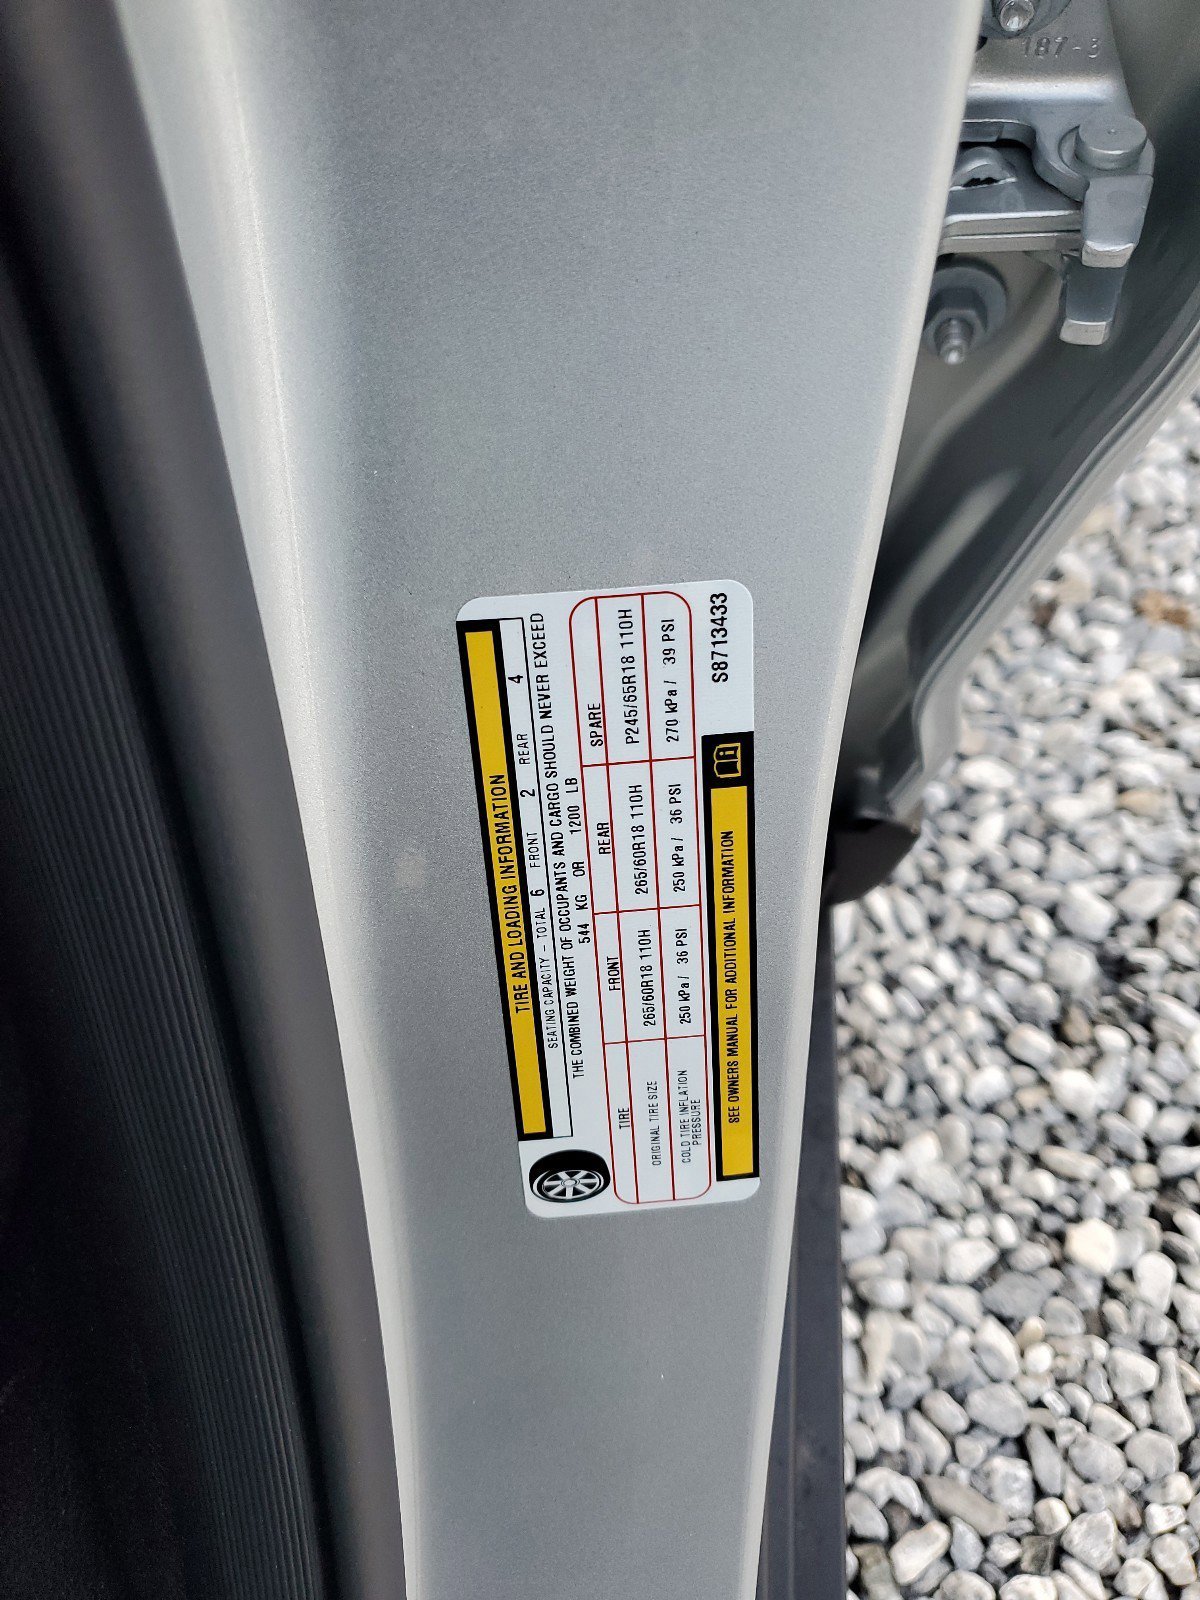 187-3
TIRE AND LOADING INFORMATION
SEATING CAPACITY - TOTAL 6 FRONT 2 REAR 4
THE COMBINED WEIGHT OF OCCUPANTS AND CARGO SHOULD NEVER EXCEED
544 KG OR 1200 LB
TIRE FRONT REAR SPARE
ORIGINAL TIRE SIZE 265/60R18 110H 265/60R18 110H P245/65R18 110H
COLD TIRE INFLATION
PRESSURE 250 kPa / 36 PSI 250 kPa / 36 PSI 270 kPa / 39 PSI
SEE OWNERS MANUAL FOR ADDITIONAL INFORMATION
S8713433